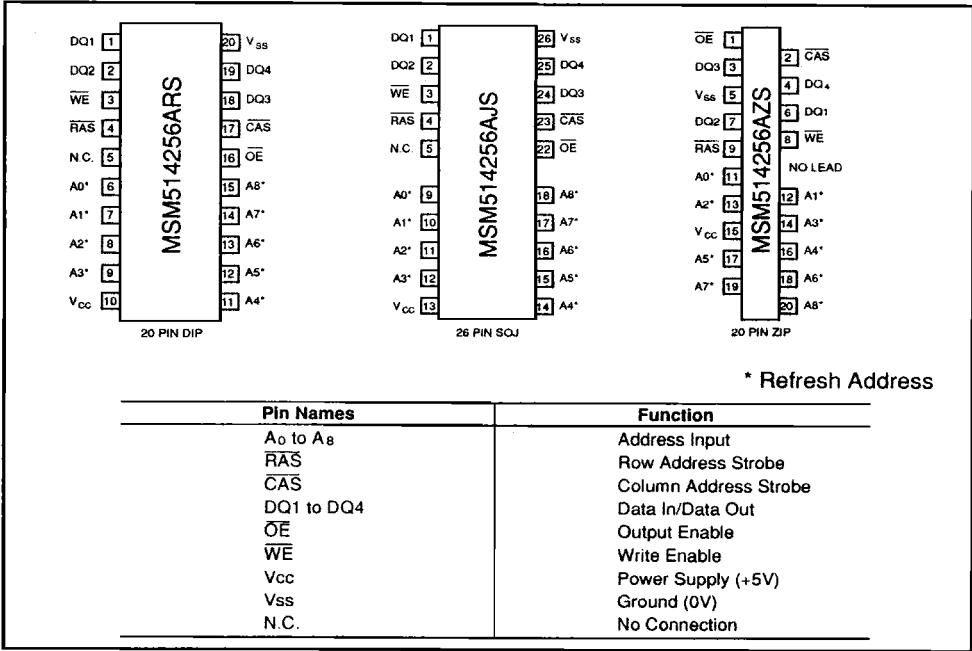 DQ1 1 20 Vss
DQ2 2 19 DQ4
WE 3 18 DQ3
RAS 4 17 CAS
N.C. 5 16 OE
A0* 6 15 A8*
A1* 7 14 A7*
A2* 8 13 A6*
A3* 9 12 A5*
Vcc 10 11 A4*
MSM514256ARS
20 PIN DIP
DQ1 1 26 Vss
DQ2 2 25 DQ4
WE 3 24 DQ3
RAS 4 23 CAS
N.C. 5 22 OE
A0* 9 18 A8*
A1* 10 17 A7*
A2* 11 16 A6*
A3* 12 15 A5*
Vcc 13 14 A4*
MSM514256AJS
26 PIN SOJ
OE 1
2 CAS
DQ3 3
4 DQ4
Vss 5
6 DQ1
DQ2 7
8 WE
RAS 9
NO LEAD
A0* 11
12 A1*
A2* 13
14 A3*
Vcc 15
16 A4*
A5* 17
18 A6*
A7* 19
20 A8*
MSM514256AZS
20 PIN ZIP
* Refresh Address
Pin Names Function
A0 to A8 Address Input
RAS Row Address Strobe
CAS Column Address Strobe
DQ1 to DQ4 Data In/Data Out
OE Output Enable
WE Write Enable
Vcc Power Supply (+5V)
Vss Ground (0V)
N.C. No Connection